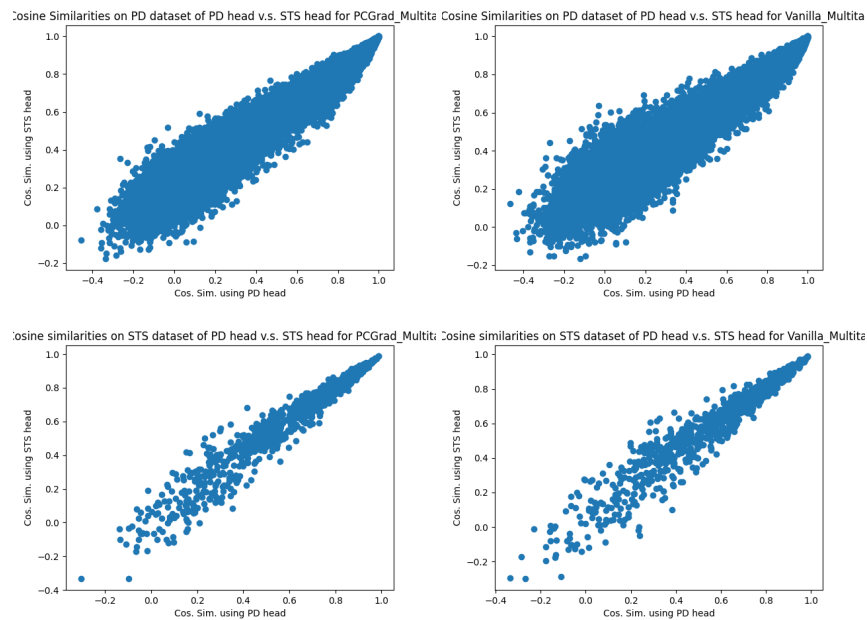 Cosine Similarities on PD dataset of PD head v.s. STS head for PCGrad_Multita
Cosine Similarities on PD dataset of PD head v.s. STS head for Vanilla_Multita
1.0
0.8
0.6
0.4
0.2
0.0
−0.2
Cos. Sim. using STS head
−0.4 −0.2 0.0 0.2 0.4 0.6 0.8 1.0
Cos. Sim. using PD head
1.0
0.8
0.6
0.4
0.2
0.0
−0.2
Cos. Sim. using STS head
−0.4 −0.2 0.0 0.2 0.4 0.6 0.8 1.0
Cos. Sim. using PD head
Cosine similarities on STS dataset of PD head v.s. STS head for PCGrad_Multita
Cosine similarities on STS dataset of PD head v.s. STS head for Vanilla_Multita
1.0
0.8
0.6
0.4
0.2
0.0
−0.2
−0.4
Cos. Sim. using STS head
−0.2 0.0 0.2 0.4 0.6 0.8 1.0
Cos. Sim. using PD head
1.0
0.8
0.6
0.4
0.2
0.0
−0.2
Cos. Sim. using STS head
−0.4 −0.2 0.0 0.2 0.4 0.6 0.8 1.0
Cos. Sim. using PD head